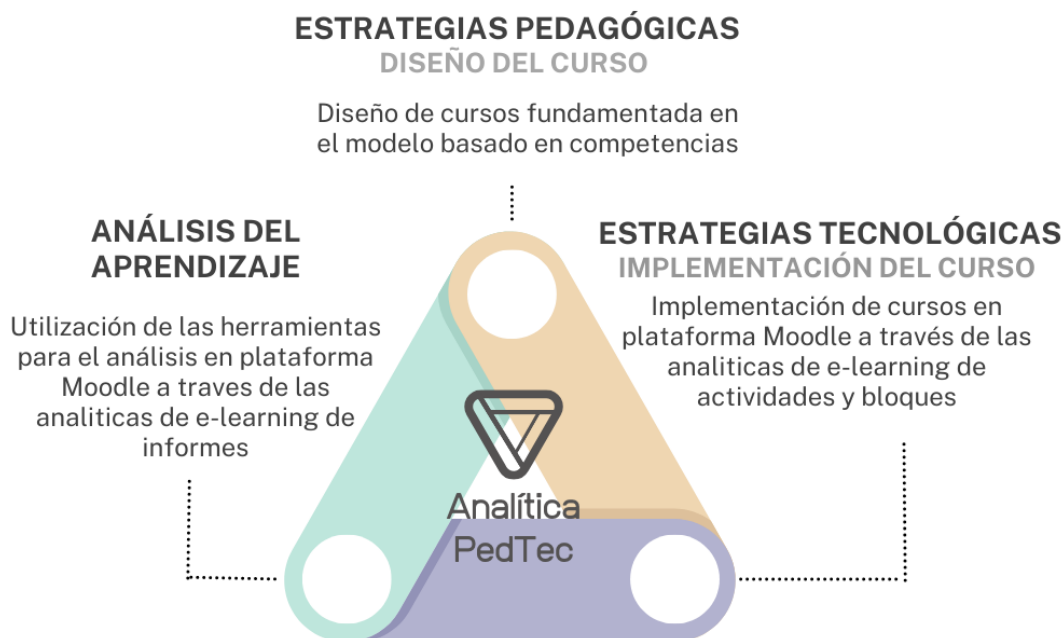 ESTRATEGIAS PEDAGÓGICAS
DISEÑO DEL CURSO
Diseño de cursos fundamentada en
el modelo basado en competencias
ANÁLISIS DEL
APRENDIZAJE
Utilización de las herramientas
para el análisis en plataforma
Moodle a traves de las
analiticas de e-learning de
informes
ESTRATEGIAS TECNOLÓGICAS
IMPLEMENTACIÓN DEL CURSO
Implementación de cursos en
plataforma Moodle a través de las
analiticas de e-learning de
actividades y bloques
Analítica
PedTec